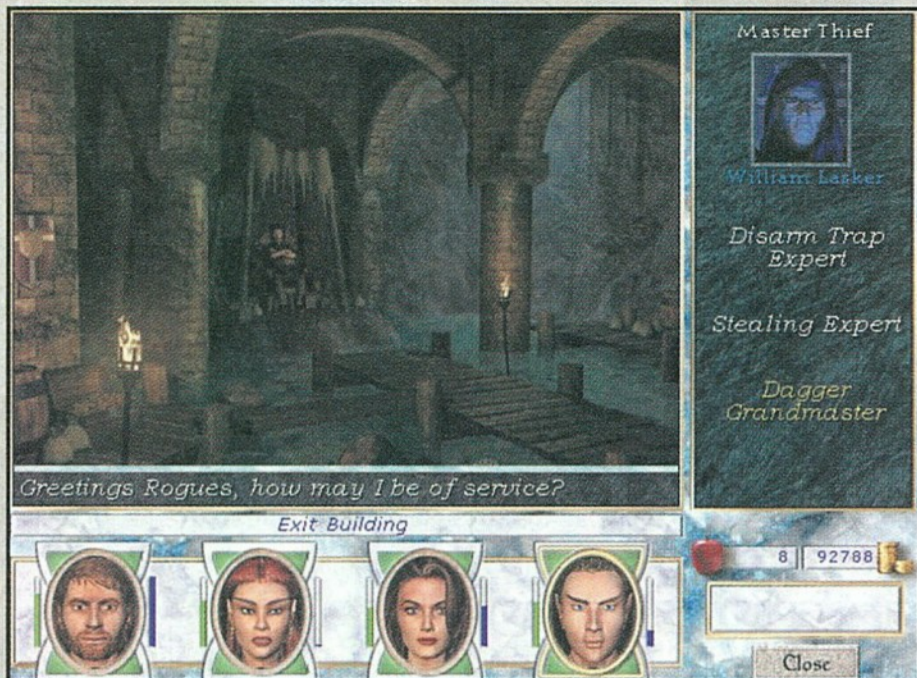 Master Thief
William Lasker
Disarm Trap
Expert
Stealing Expert
Dagger
Grandmaster
Greetings Rogues, how may I be of service?
Exit Building
8 92788
Close